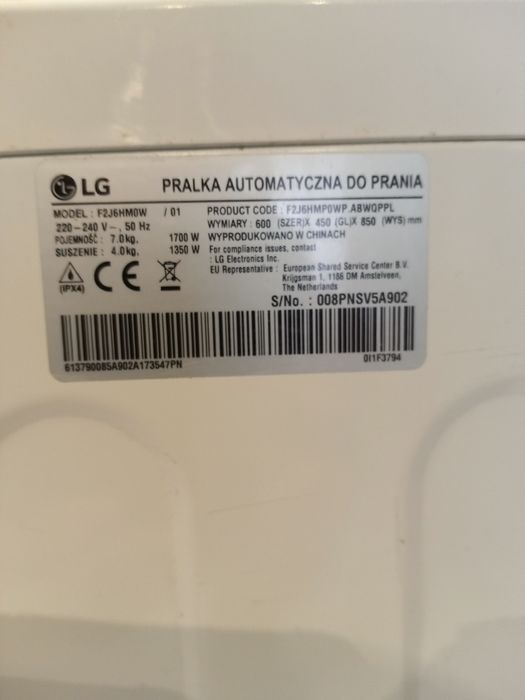 LG PRALKA AUTOMATYCZNA DO PRANIA
MODEL : F2J6HM0W / 01 PRODUCT CODE : F2J6HMP0WP.ABWQPPL
220-240 V~, 50 Hz WYMIARY : 600 (SZER)X 450 (GŁ)X 850 (WYS) mm
POJEMNOŚĆ : 7.0kg, 1700 W WYPRODUKOWANO W CHINACH
SUSZENIE : 4.0kg, 1350 W For compliance issues, contact
: LG Electronics Inc.
EU Representative : European Shared Service Center B.V.
Krijgsman 1, 1186 DM Amstelveen,
The Netherlands
(IPX4) CE
S/No. : 008PNSV5A902
613790085A902A173547PN 0I1F3794